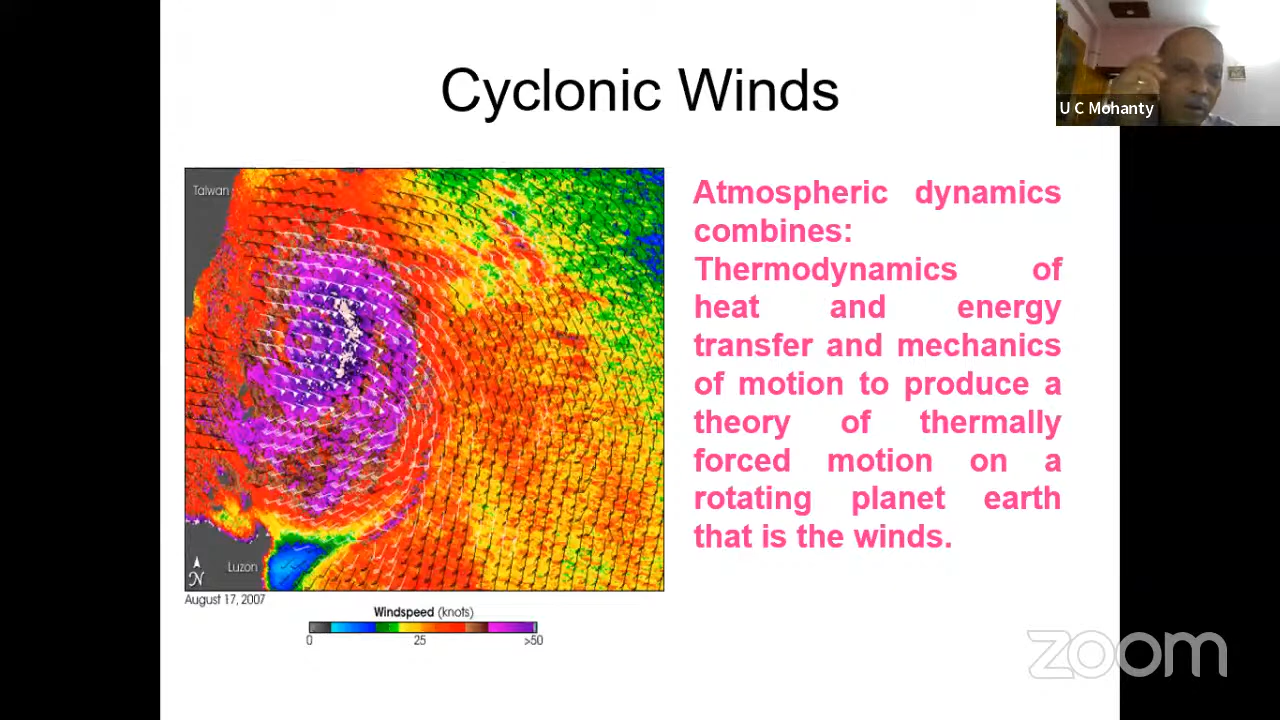 Cyclonic Winds
U C Mohanty
Taiwan
Atmospheric dynamics
combines:
Thermodynamics of
heat and energy
transfer and mechanics
of motion to produce a
theory of thermally
forced motion on a
rotating planet earth
that is the winds.
Luzon
N
August 17, 2007
Windspeed (knots)
0 25 >50
zoom